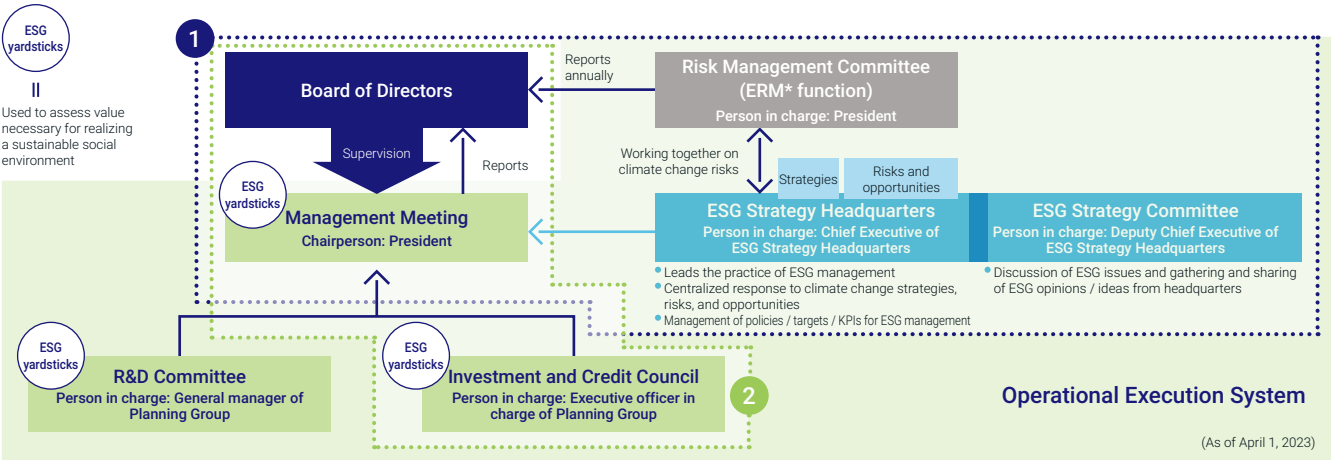 ESG
yardsticks
=
Used to assess value
necessary for realizing
a sustainable social
environment
1
Board of Directors
Supervision
Reports
Reports
annually
Risk Management Committee
(ERM* function)
Person in charge: President
Working together on
climate change risks
Strategies
Risks and
opportunities
ESG
yardsticks
Management Meeting
Chairperson: President
ESG Strategy Headquarters
Person in charge: Chief Executive of
ESG Strategy Headquarters
ESG Strategy Committee
Person in charge: Deputy Chief Executive of
ESG Strategy Headquarters
• Leads the practice of ESG management
• Centralized response to climate change strategies,
risks, and opportunities
• Management of policies / targets / KPIs for ESG management
• Discussion of ESG issues and gathering and sharing
of ESG opinions / ideas from headquarters
ESG
yardsticks
R&D Committee
Person in charge: General manager of
Planning Group
ESG
yardsticks
Investment and Credit Council
Person in charge: Executive officer in
charge of Planning Group
2
Operational Execution System
(As of April 1, 2023)